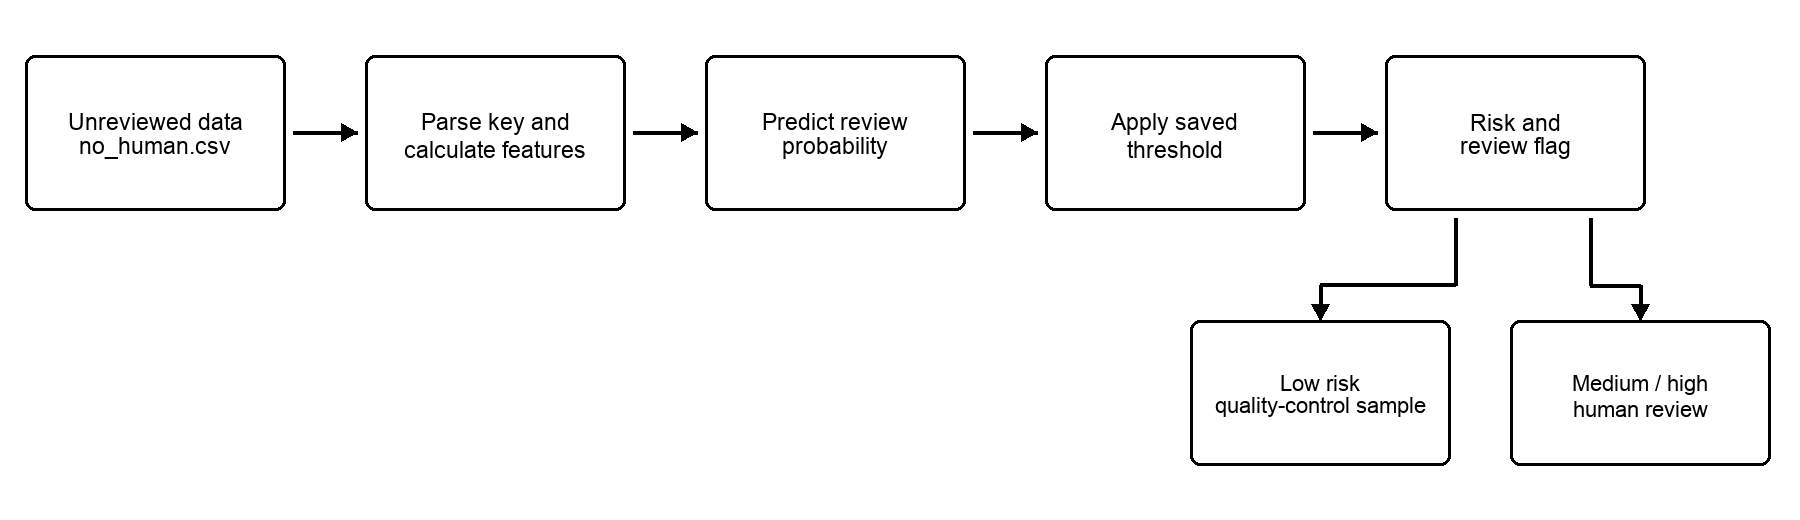 Unreviewed data
no_human.csv
Parse key and
calculate features
Predict review
probability
Apply saved
threshold
Risk and
review flag
Low risk
quality-control sample
Medium / high
human review